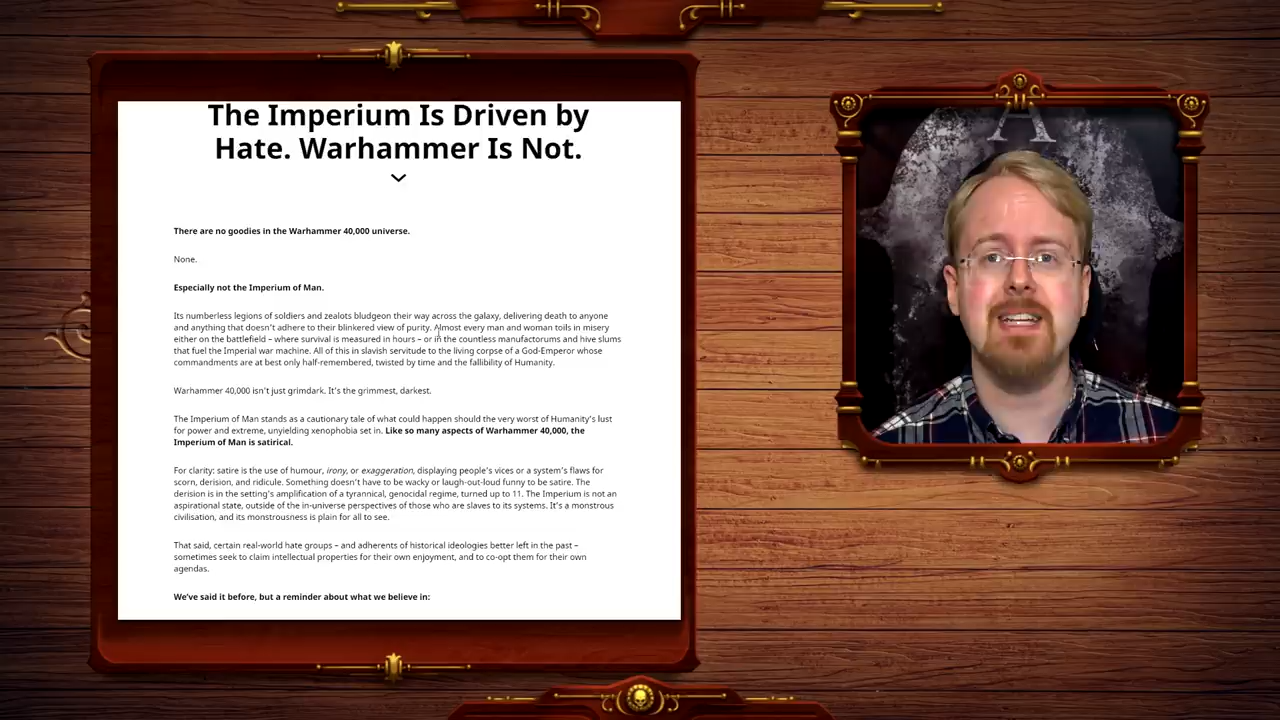 The Imperium Is Driven by
Hate. Warhammer Is Not.
There are no goodies in the Warhammer 40,000 universe.
None.
Especially not the Imperium of Man.
Its numberless legions of soldiers and zealots bludgeon their way across the galaxy, delivering death to anyone
and anything that doesn't adhere to their blinkered view of purity. Almost every man and woman toils in misery
either on the battlefield – where survival is measured in hours – or in the countless manufactorums and hive slums
that fuel the Imperial war machine. All of this in slavish servitude to the living corpse of a God-Emperor whose
commandments are at best only half-remembered, twisted by time and the fallibility of Humanity.
Warhammer 40,000 isn't just grimdark. It's the grimmest, darkest.
The Imperium of Man stands as a cautionary tale of what could happen should the very worst of Humanity's lust
for power and extreme, unyielding xenophobia set in. Like so many aspects of Warhammer 40,000, the
Imperium of Man is satirical.
For clarity: satire is the use of humour, irony, or exaggeration, displaying people's vices or a system's flaws for
scorn, derision, and ridicule. Something doesn't have to be wacky or laugh-out-loud funny to be satire. The
derision is in the setting's amplification of a tyrannical, genocidal regime, turned up to 11. The Imperium is not an
aspirational state, outside of the in-universe perspectives of those who are slaves to its systems. It's a monstrous
civilisation, and its monstrousness is plain for all to see.
That said, certain real-world hate groups – and adherents of historical ideologies better left in the past –
sometimes seek to claim intellectual properties for their own enjoyment, and to co-opt them for their own
agendas.
We've said it before, but a reminder about what we believe in:
A